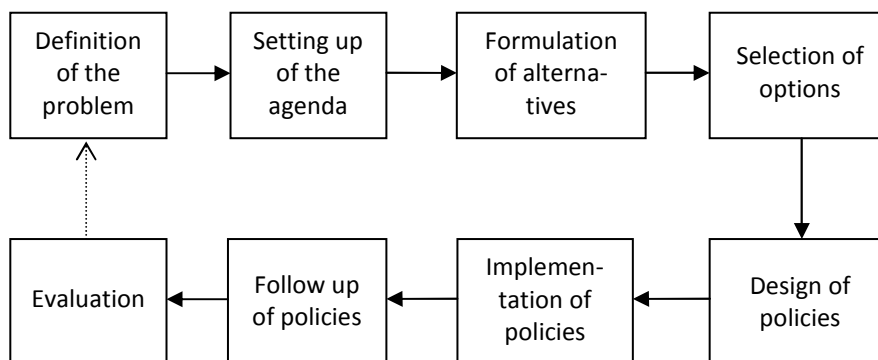 Definition
of the
problem
Setting up
of the
agenda
Formulation
of alterna-
tives
Selection of
options
Evaluation
Follow up
of policies
Implemen-
tation of
policies
Design of
policies